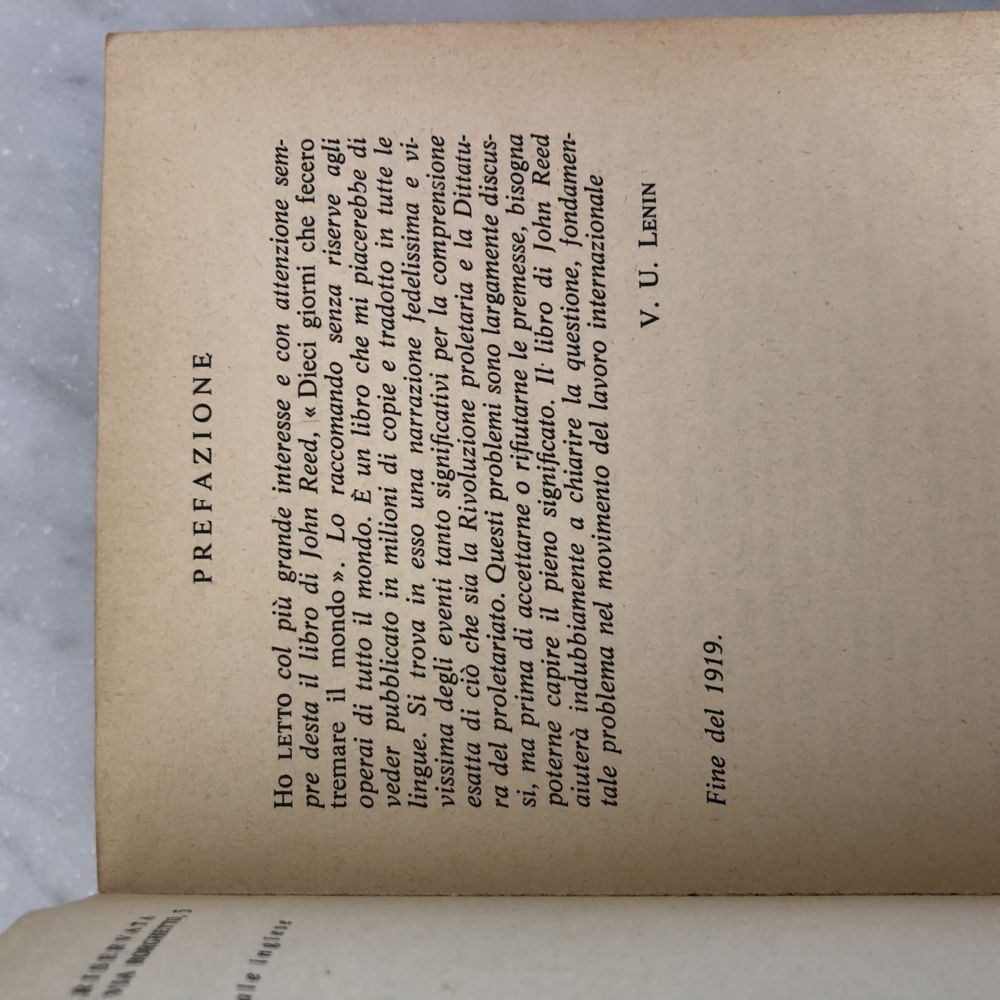 PREFAZIONE
Ho LETTO col più grande interesse e con attenzione sem-
pre desta il libro di John Reed, « Dieci giorni che fecero
tremare il mondo ». Lo raccomando senza riserve agli
operai di tutto il mondo. È un libro che mi piacerebbe di
veder pubblicato in milioni di copie e tradotto in tutte le
lingue. Si trova in esso una narrazione fedelissima e vi-
vissima degli eventi tanto significativi per la comprensione
esatta di ciò che sia la Rivoluzione proletaria e la Dittatu-
ra del proletariato. Questi problemi sono largamente discus-
si, ma prima di accettarne o rifiutarne le premesse, bisogna
poterne capire il pieno significato. Il libro di John Reed
aiuterà indubbiamente a chiarire la questione, fondamen-
tale problema nel movimento del lavoro internazionale
V. U. LENIN
Fine del 1919.
RISERVATA
VIA BORGHETTO, 5
inglese